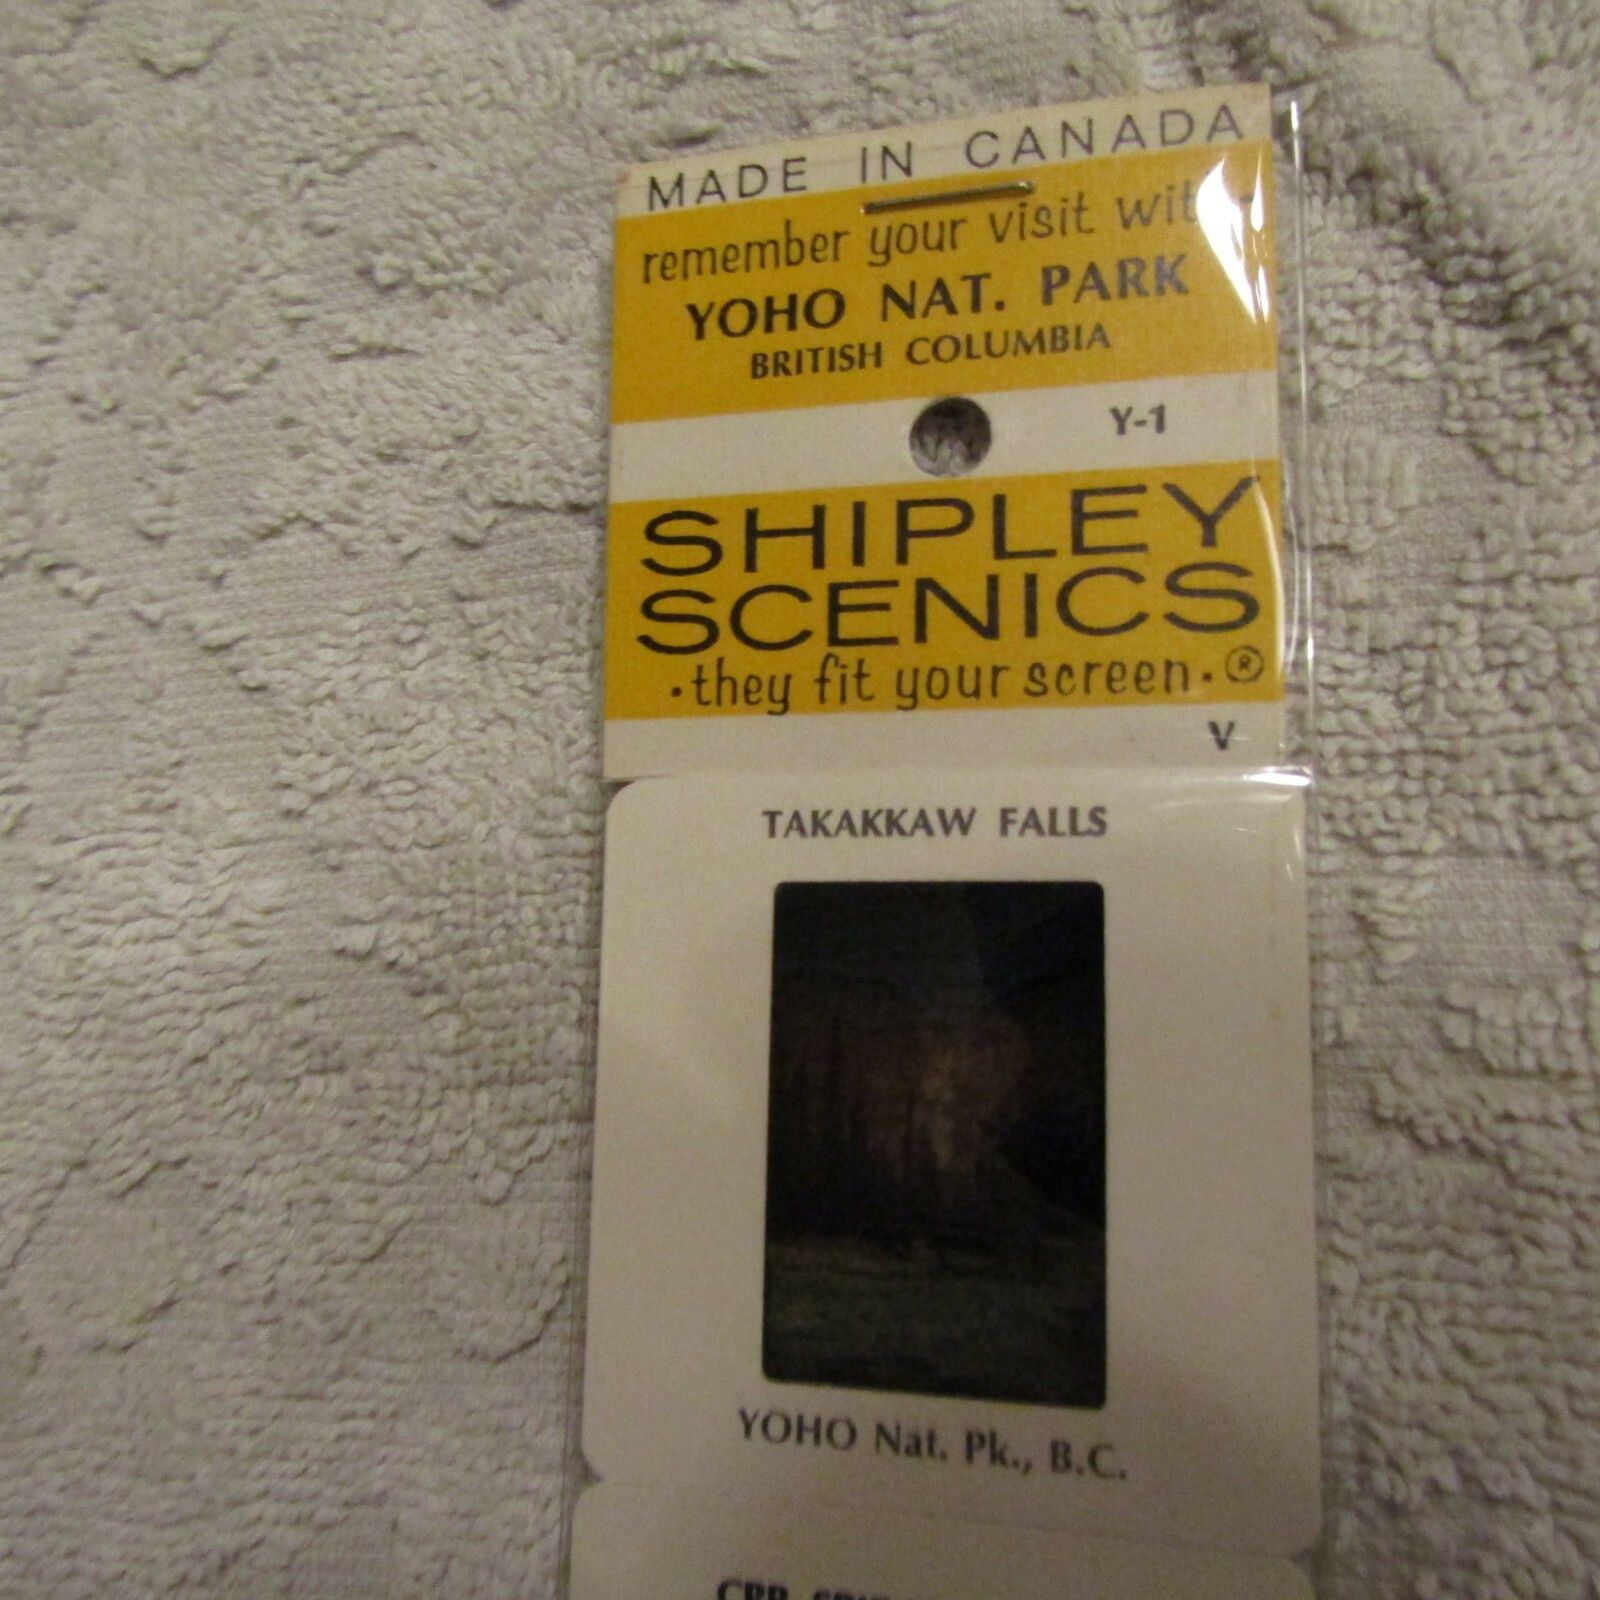 MADE IN CANADA
remember your visit
YOHO NAT. PARK
BRITISH COLUMBIA
Y-1
SHIPLEY
SCENICS
•they fit your screen.®
V
TAKAKKAW FALLS
YOHO Nat. Pk., B.C.
CPR